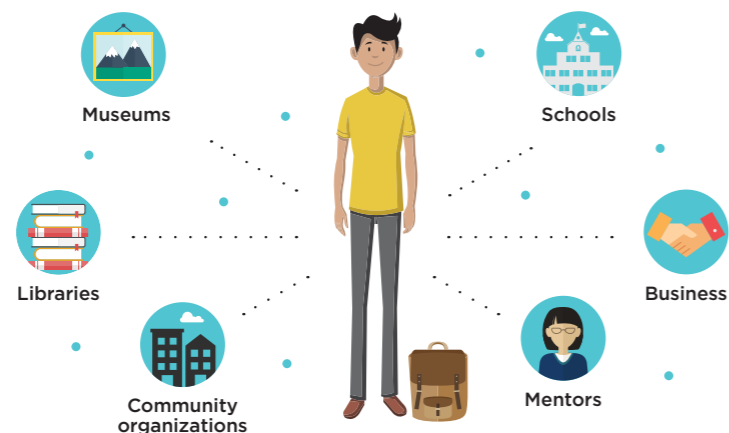 Museums
Schools
Libraries
Business
Community
organizations
Mentors